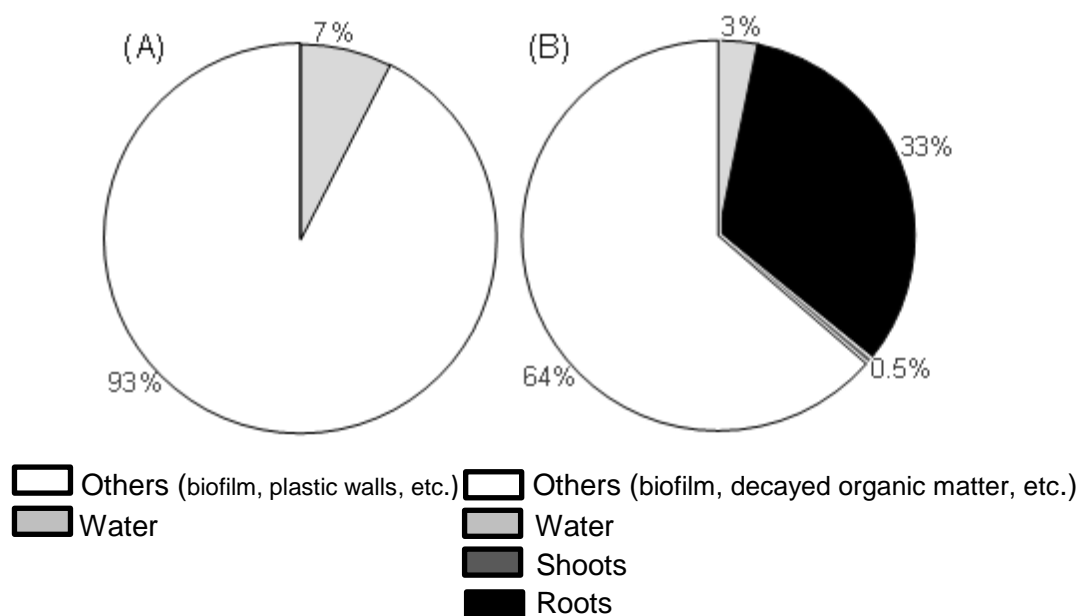 (A)
7%
93%
(B)
3%
33%
0.5%
64%
Others (biofilm, plastic walls, etc.)
Water
Others (biofilm, decayed organic matter, etc.)
Water
Shoots
Roots